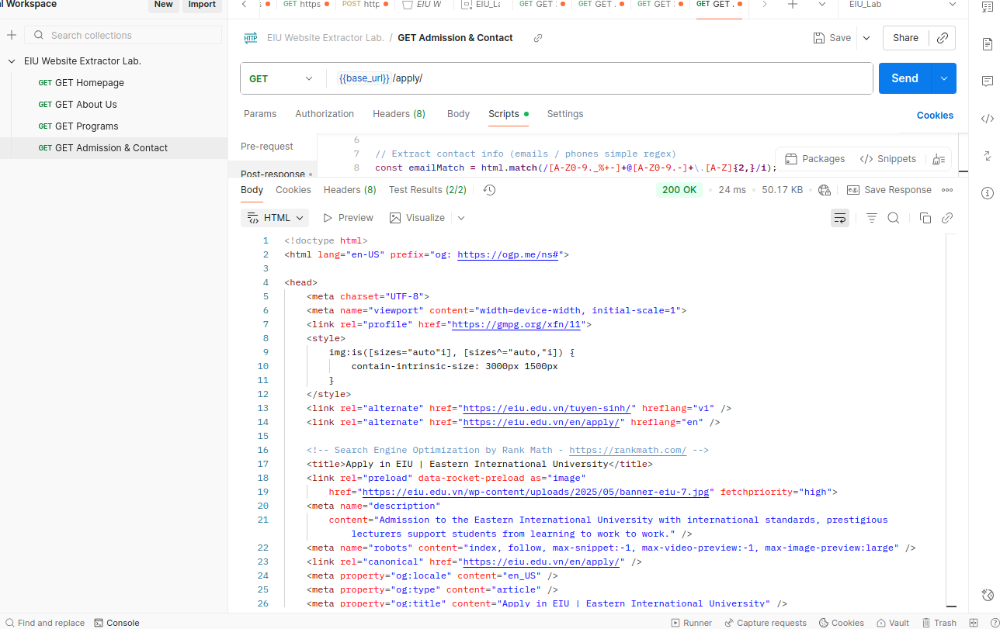 l Workspace
New
Import
s
GET https
POST http
EIU W
EIU_La
GET GET
GET GET .
GET GET
GET GET .
EIU_Lab
Search collections
EIU Website Extractor Lab.
GET GET Homepage
GET GET About Us
GET GET Programs
GET GET Admission & Contact
HTTP EIU Website Extractor Lab. / GET Admission & Contact
Save
Share
GET
{{base_url}} /apply/
Send
Params
Authorization
Headers (8)
Body
Scripts
Settings
Cookies
Pre-request
Post-response
6
7 // Extract contact info (emails / phones simple regex)
8 const emailMatch = html.match(/[A-Z0-9._%+-]+@[A-Z0-9.-]+\.[A-Z]{2,}/i);
Packages
</> Snippets
Body
Cookies
Headers (8)
Test Results (2/2)
200 OK
24 ms
50.17 KB
e.g.
Save Response
HTML
Preview
Visualize
1 <!doctype html>
2 <html lang="en-US" prefix="og: https://ogp.me/ns#">
3
4 <head>
5 <meta charset="UTF-8">
6 <meta name="viewport" content="width=device-width, initial-scale=1">
7 <link rel="profile" href="https://gmpg.org/xfn/11">
8 <style>
9 img:is([sizes="auto"i], [sizes^="auto,"i]) {
10 contain-intrinsic-size: 3000px 1500px
11 }
12 </style>
13 <link rel="alternate" href="https://eiu.edu.vn/tuyen-sinh/" hreflang="vi" />
14 <link rel="alternate" href="https://eiu.edu.vn/en/apply/" hreflang="en" />
15
16 <!-- Search Engine Optimization by Rank Math - https://rankmath.com/ -->
17 <title>Apply in EIU | Eastern International University</title>
18 <link rel="preload" data-rocket-preload as="image"
19 href="https://eiu.edu.vn/wp-content/uploads/2025/05/banner-eiu-7.jpg" fetchpriority="high">
20 <meta name="description"
21 content="Admission to the Eastern International University with international standards, prestigious
lecturers support students from learning to work to work." />
22 <meta name="robots" content="index, follow, max-snippet:-1, max-video-preview:-1, max-image-preview:large" />
23 <link rel="canonical" href="https://eiu.edu.vn/en/apply/" />
24 <meta property="og:locale" content="en_US" />
25 <meta property="og:type" content="article" />
26 <meta property="og:title" content="Apply in EIU | Eastern International University" />
Find and replace
Console
Runner
Capture requests
Cookies
Vault
Trash